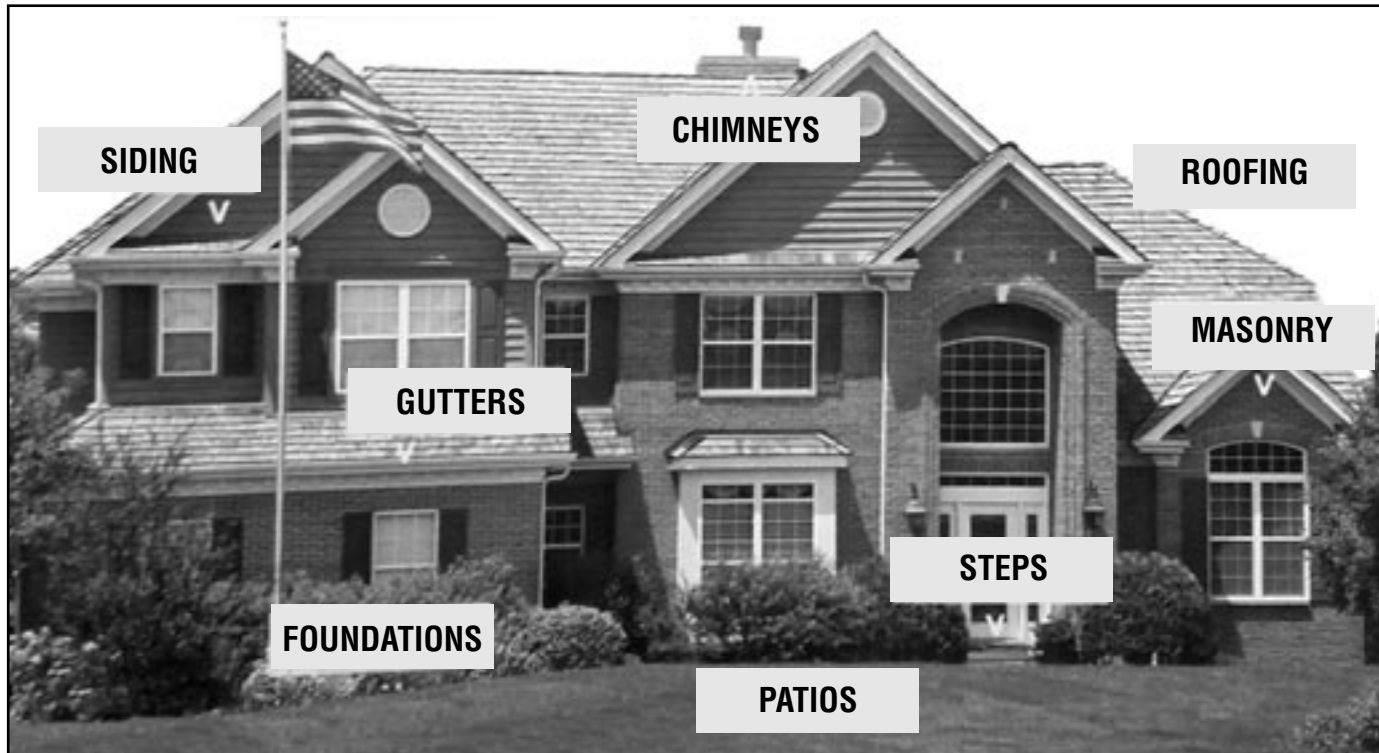 CHIMNEYS
SIDING
ROOFING
MASONRY
GUTTERS
STEPS
FOUNDATIONS
PATIOS